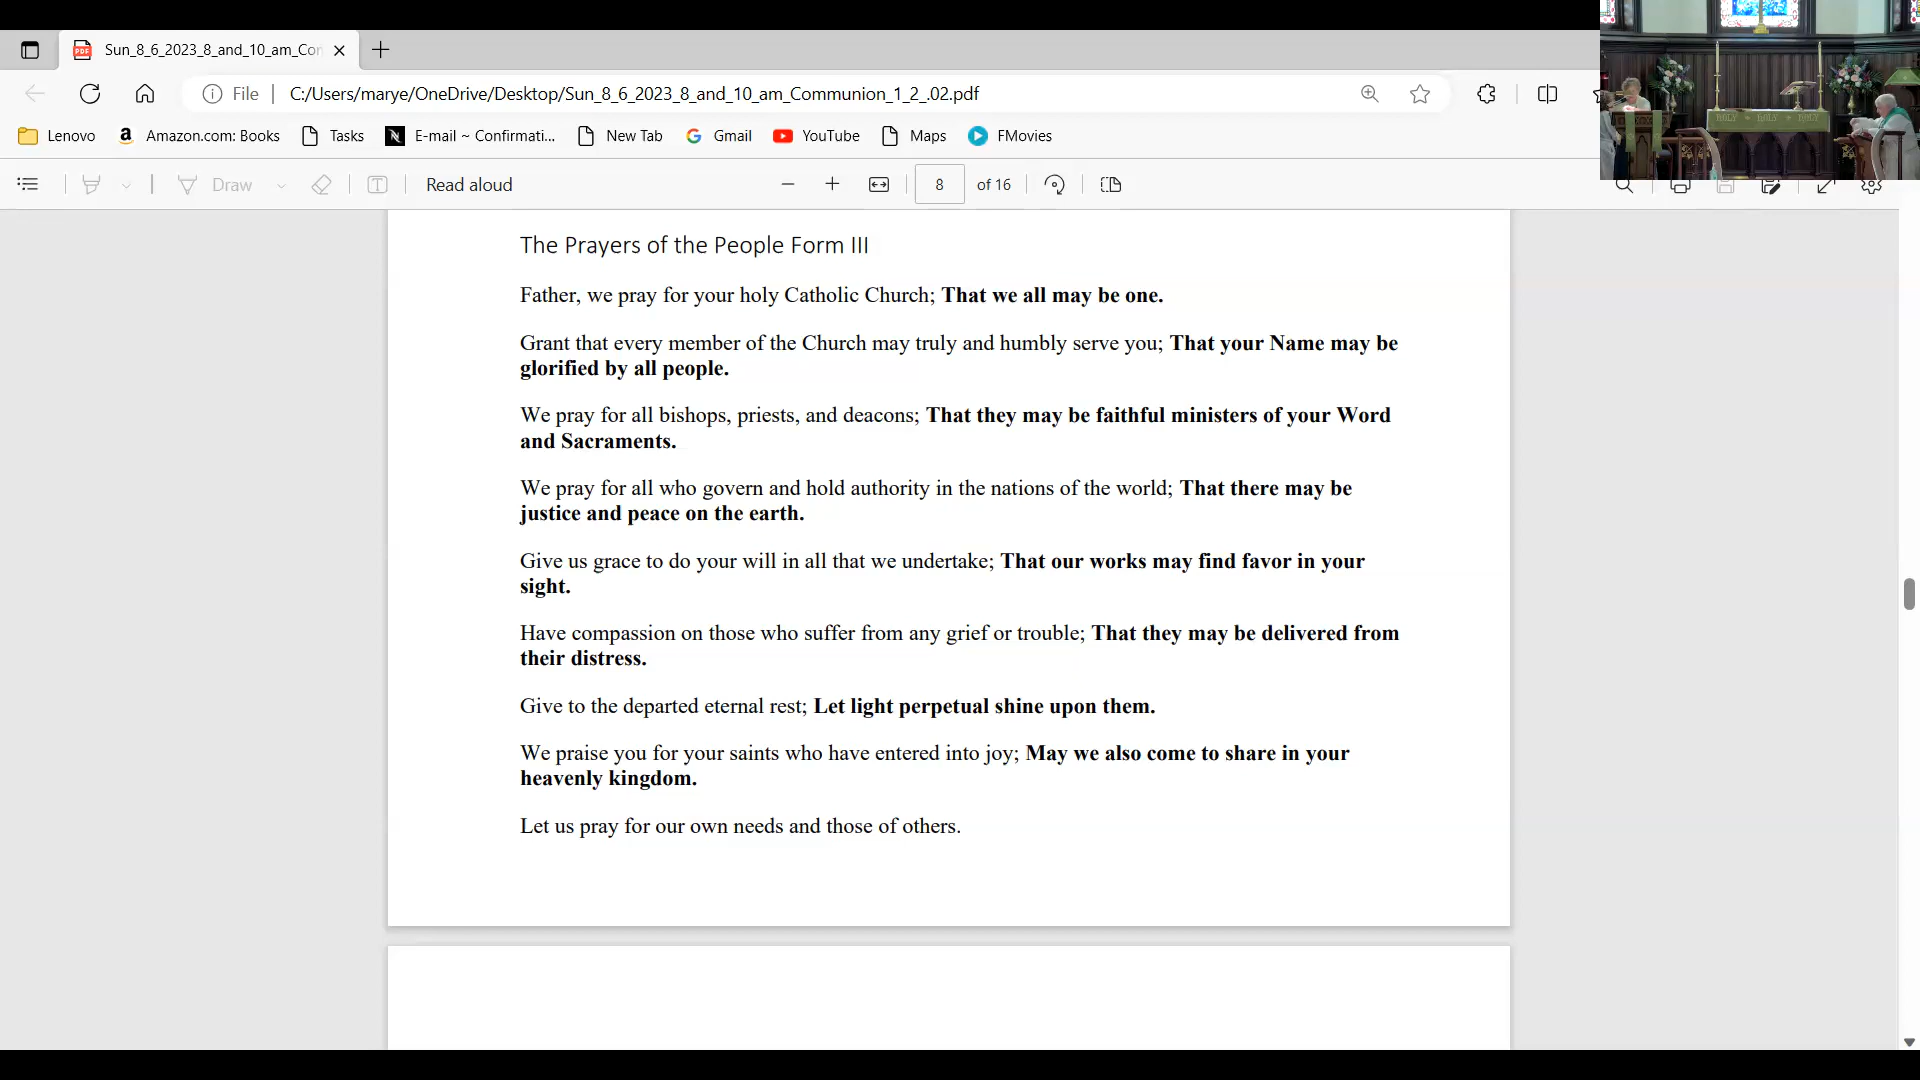 Sun_8_6_2023_8_and_10_am_Con
File
C:/Users/marye/OneDrive/Desktop/Sun_8_6_2023_8_and_10_am_Communion_1_2_.02.pdf
Lenovo
Amazon.com: Books
Tasks
E-mail ~ Confirmati...
New Tab
Gmail
YouTube
Maps
FMovies
Draw
Read aloud
8
of 16
HOLY HOLY HOLY
The Prayers of the People Form III
Father, we pray for your holy Catholic Church; That we all may be one.
Grant that every member of the Church may truly and humbly serve you; That your Name may be
glorified by all people.
We pray for all bishops, priests, and deacons; That they may be faithful ministers of your Word
and Sacraments.
We pray for all who govern and hold authority in the nations of the world; That there may be
justice and peace on the earth.
Give us grace to do your will in all that we undertake; That our works may find favor in your
sight.
Have compassion on those who suffer from any grief or trouble; That they may be delivered from
their distress.
Give to the departed eternal rest; Let light perpetual shine upon them.
We praise you for your saints who have entered into joy; May we also come to share in your
heavenly kingdom.
Let us pray for our own needs and those of others.